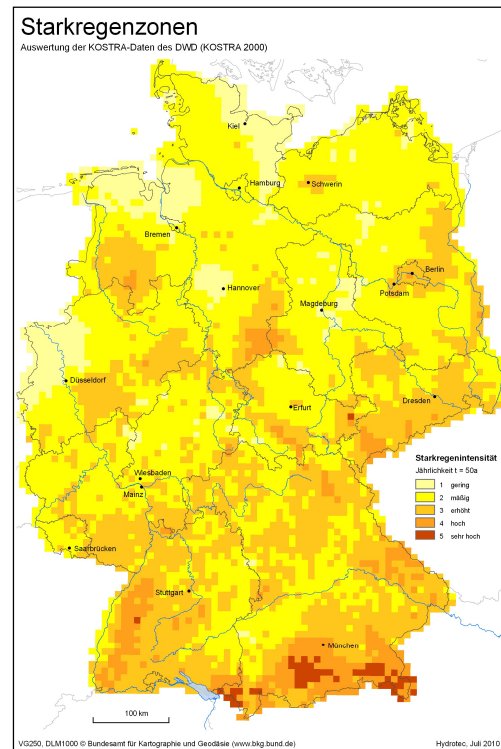 Starkregenzonen
Auswertung der KOSTRA-Daten des DWD (KOSTRA 2000)
Kiel
Hamburg
Schwerin
Bremen
Berlin
Potsdam
Hannover
Magdeburg
Düsseldorf
Dresden
Erfurt
Starkregenintensität
Jährlichkeit t = 50a
1 gering
2 mäßig
3 erhöht
4 hoch
5 sehr hoch
Wiesbaden
Mainz
Saarbrücken
Stuttgart
München
100 km
VG250, DLM1000 © Bundesamt für Kartographie und Geodäsie (www.bkg.bund.de)
Hydrotec, Juli 2010